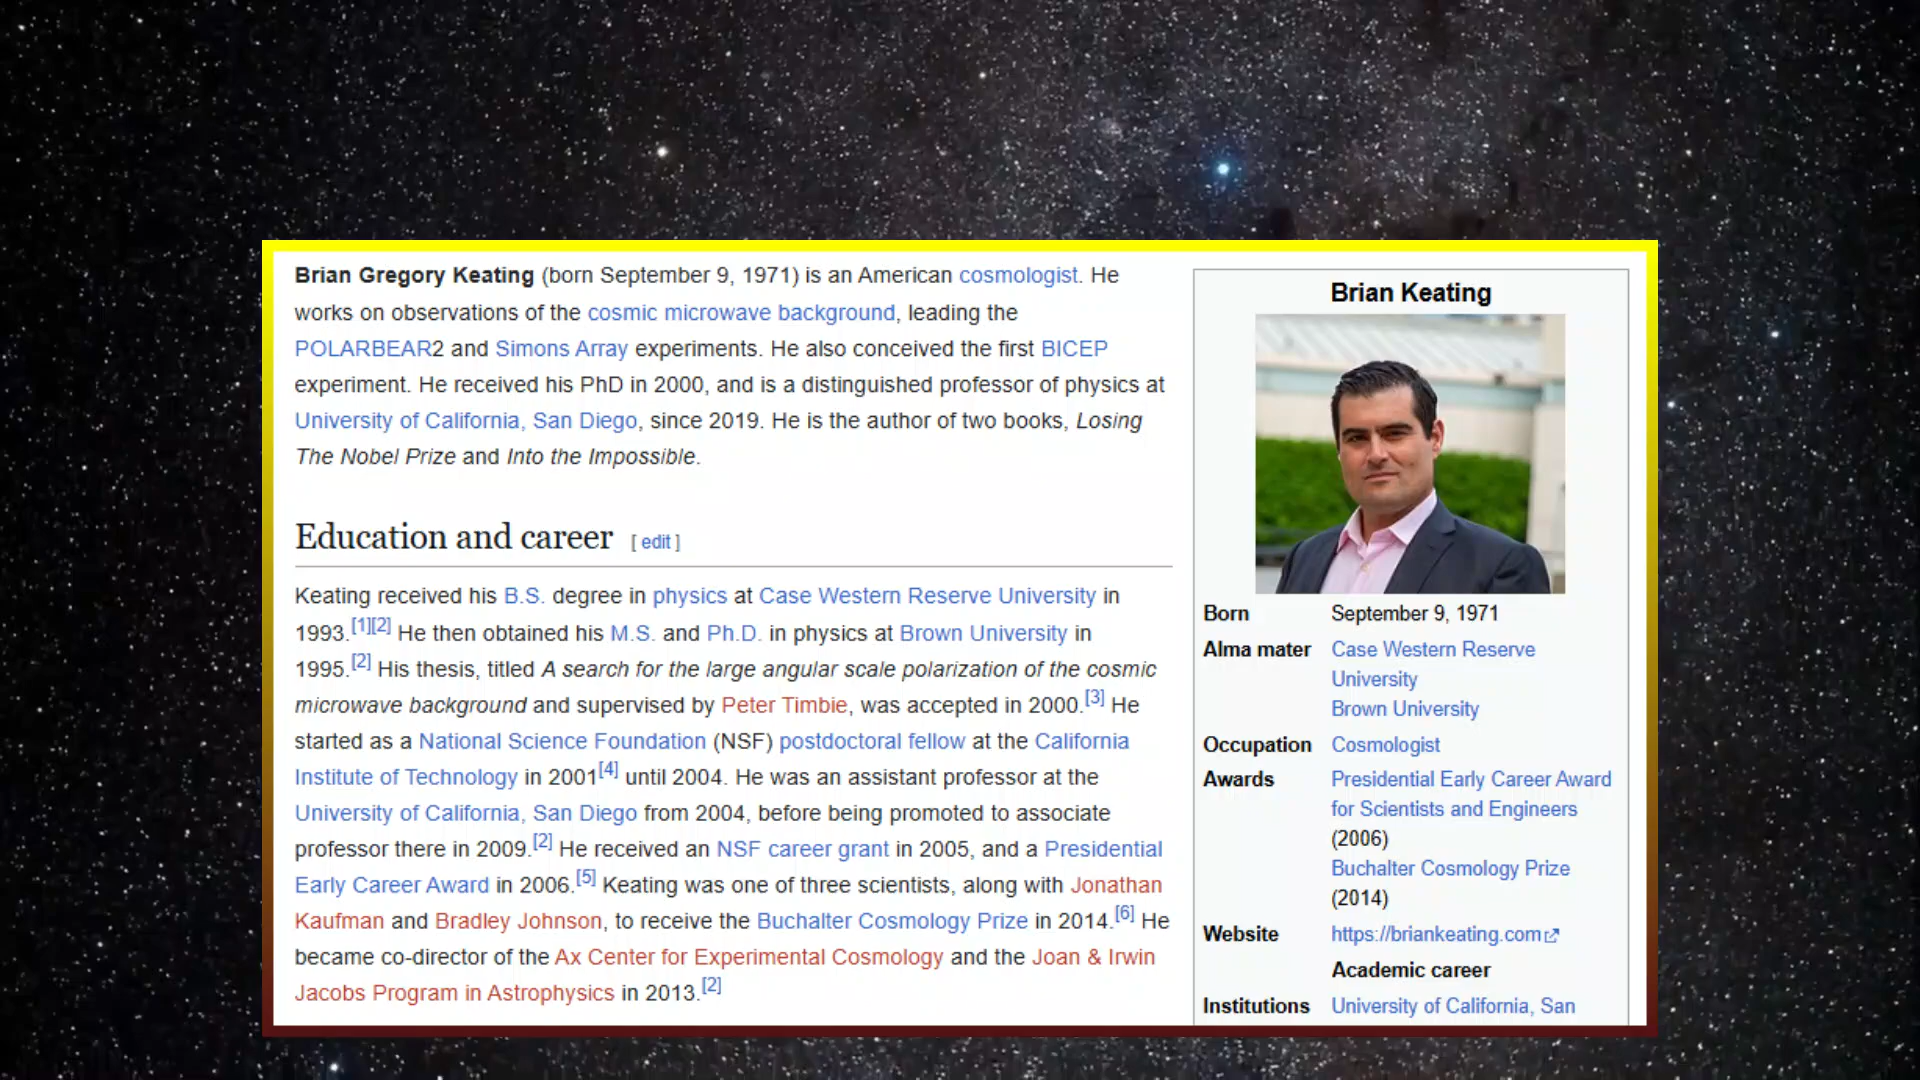 Brian Gregory Keating (born September 9, 1971) is an American cosmologist. He
works on observations of the cosmic microwave background, leading the
POLARBEAR2 and Simons Array experiments. He also conceived the first BICEP
experiment. He received his PhD in 2000, and is a distinguished professor of physics at
University of California, San Diego, since 2019. He is the author of two books, Losing
The Nobel Prize and Into the Impossible.
Education and career [ edit ]
Keating received his B.S. degree in physics at Case Western Reserve University in
1993.[1][2] He then obtained his M.S. and Ph.D. in physics at Brown University in
1995.[2] His thesis, titled A search for the large angular scale polarization of the cosmic
microwave background and supervised by Peter Timbie, was accepted in 2000.[3] He
started as a National Science Foundation (NSF) postdoctoral fellow at the California
Institute of Technology in 2001[4] until 2004. He was an assistant professor at the
University of California, San Diego from 2004, before being promoted to associate
professor there in 2009.[2] He received an NSF career grant in 2005, and a Presidential
Early Career Award in 2006.[5] Keating was one of three scientists, along with Jonathan
Kaufman and Bradley Johnson, to receive the Buchalter Cosmology Prize in 2014.[6] He
became co-director of the Ax Center for Experimental Cosmology and the Joan & Irwin
Jacobs Program in Astrophysics in 2013.[2]
Brian Keating
Born September 9, 1971
Alma mater Case Western Reserve
University
Brown University
Occupation Cosmologist
Awards Presidential Early Career Award
for Scientists and Engineers
(2006)
Buchalter Cosmology Prize
(2014)
Website https://briankeating.com
Academic career
Institutions University of California, San